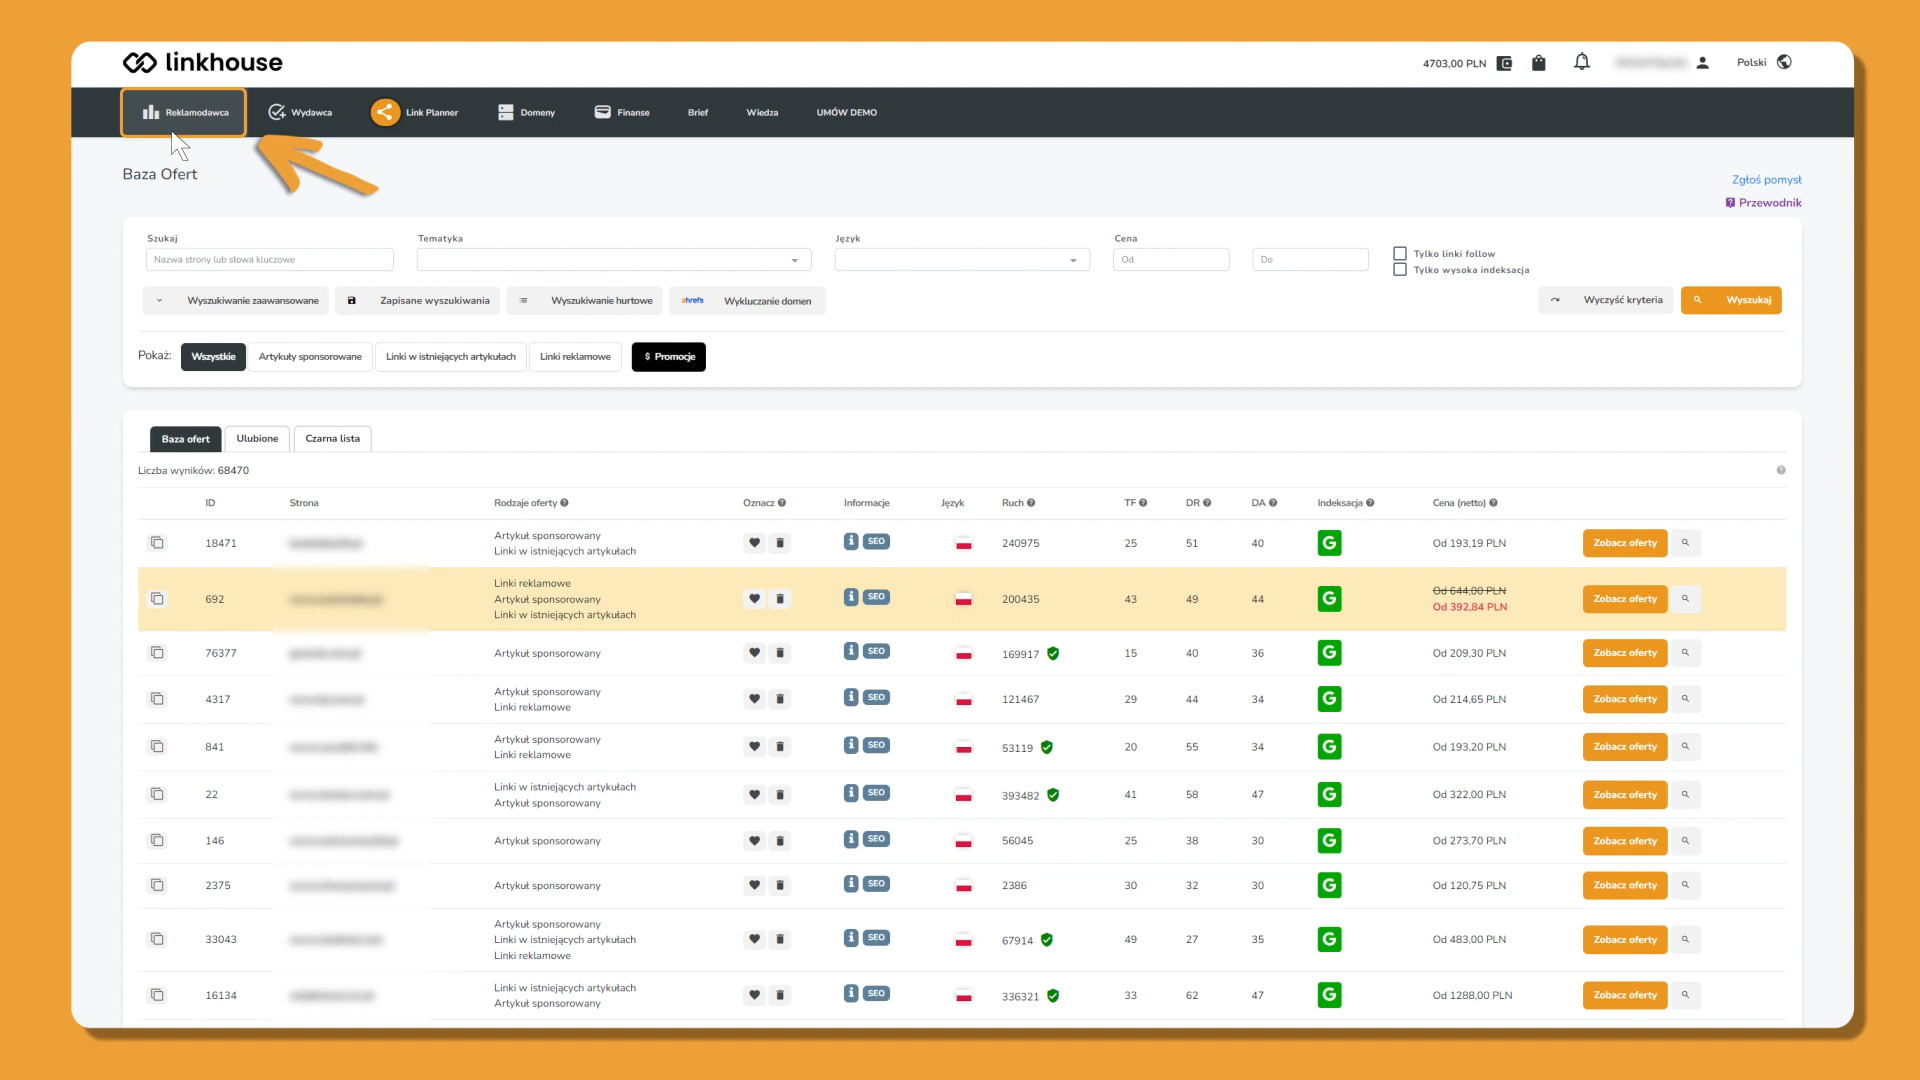 linkhouse
4703,00 PLN
Polski
Reklamodawca
Wydawca
Link Planner
Domeny
Finanse
Brief
Wiedza
UMÓW DEMO
Baza Ofert
Zgłoś pomysł
Przewodnik
Szukaj
Tematyka
Język
Cena
Nazwa strony lub słowa kluczowe
Od
Do
Tylko linki follow
Tylko wysoka indeksacja
Wyszukiwanie zaawansowane
Zapisane wyszukiwania
Wyszukiwanie hurtowe
ahrefs Wykluczanie domen
Wyczyść kryteria
Wyszukaj
Pokaż: Wszystkie Artykuły sponsorowane Linki w istniejących artykułach Linki reklamowe $ Promocje
Baza ofert Ulubione Czarna lista
Liczba wyników: 68470
ID Strona Rodzaje oferty Oznacz Informacje Język Ruch TF DR DA Indeksacja Cena (netto)
18471 Artykuł sponsorowany
Linki w istniejących artykułach
i SEO 240975 25 51 40 G Od 193,19 PLN Zobacz oferty
692 Linki reklamowe
Artykuł sponsorowany
Linki w istniejących artykułach
i SEO 200435 43 49 44 G Od 644,00 PLN
Od 392,84 PLN
Zobacz oferty
76377 Artykuł sponsorowany i SEO 169917 15 40 36 G Od 209,30 PLN Zobacz oferty
4317 Artykuł sponsorowany
Linki reklamowe
i SEO 121467 29 44 34 G Od 214,65 PLN Zobacz oferty
841 Artykuł sponsorowany
Linki reklamowe
i SEO 53119 20 55 34 G Od 193,20 PLN Zobacz oferty
22 Linki w istniejących artykułach
Artykuł sponsorowany
i SEO 393482 41 58 47 G Od 322,00 PLN Zobacz oferty
146 Artykuł sponsorowany i SEO 56045 25 38 30 G Od 273,70 PLN Zobacz oferty
2375 Artykuł sponsorowany i SEO 2386 30 32 30 G Od 120,75 PLN Zobacz oferty
33043 Artykuł sponsorowany
Linki w istniejących artykułach
Linki reklamowe
i SEO 67914 49 27 35 G Od 483,00 PLN Zobacz oferty
16134 Linki w istniejących artykułach
Artykuł sponsorowany
i SEO 336321 33 62 47 G Od 1288,00 PLN Zobacz oferty